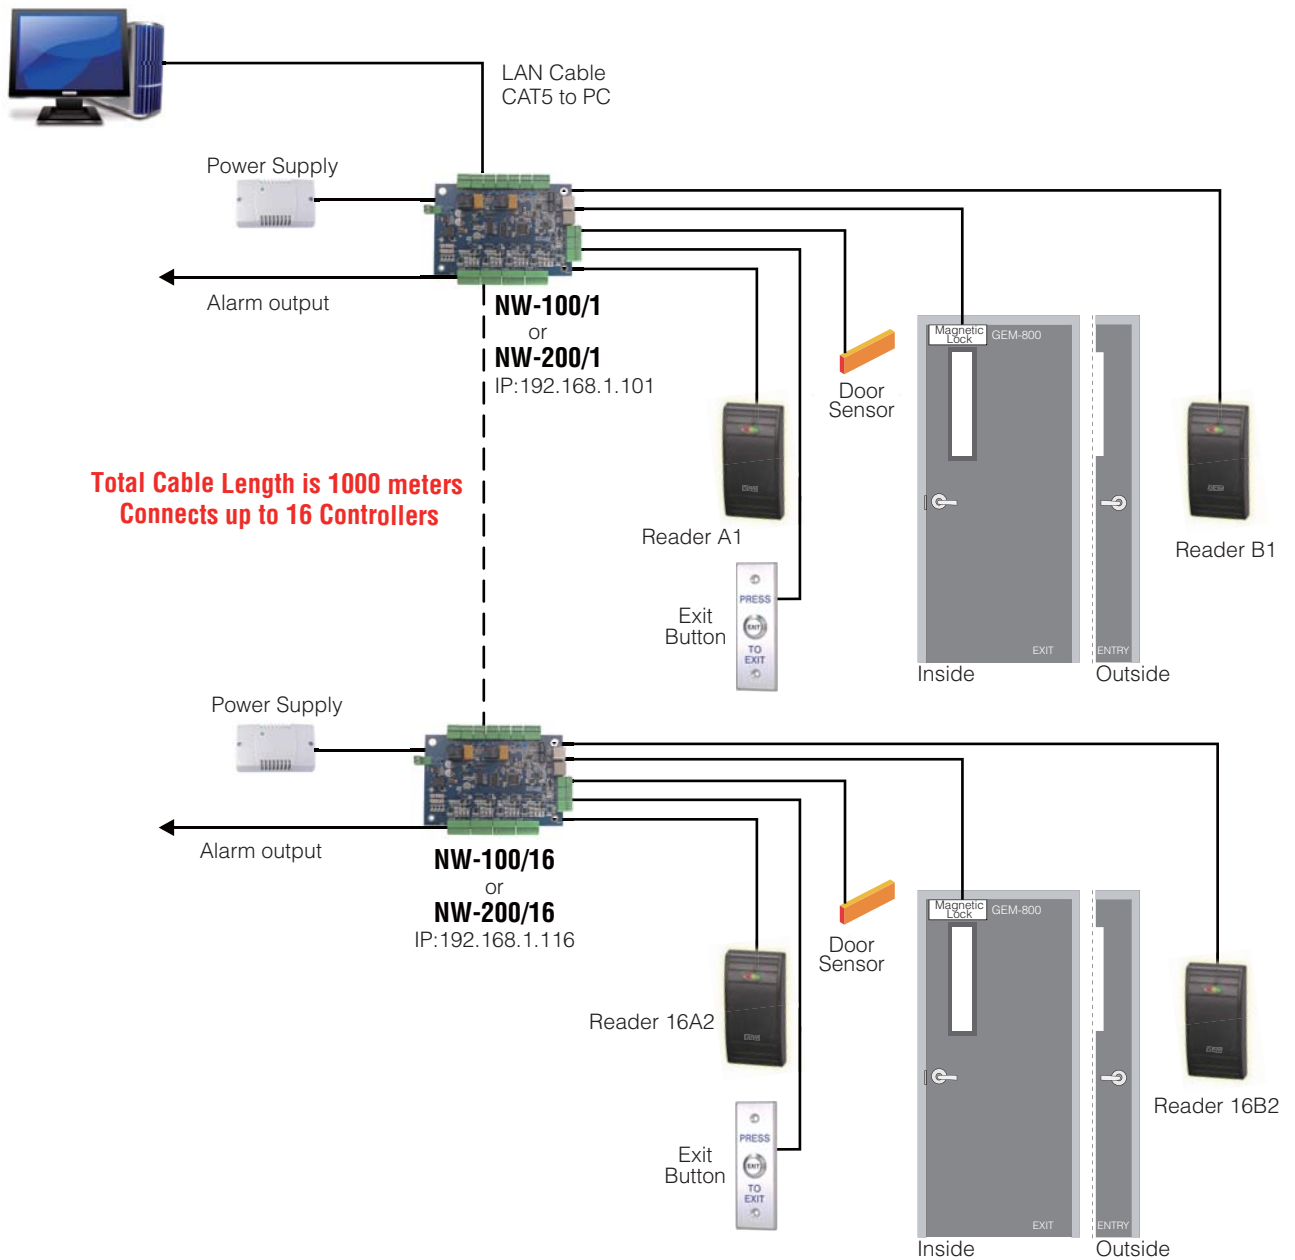 LAN Cable
CAT5 to PC
Power Supply
Alarm output
NW-100/1
or
NW-200/1
IP:192.168.1.101
Total Cable Length is 1000 meters
Connects up to 16 Controllers
Reader A1
Door
Sensor
Magnetic
Lock
GEM-800
Reader B1
Exit
Button
PRESS
EXIT
TO
EXIT
EXIT
ENTRY
Inside
Outside
Power Supply
Alarm output
NW-100/16
or
NW-200/16
IP:192.168.1.116
Reader 16A2
Door
Sensor
Magnetic
Lock
GEM-800
Reader 16B2
Exit
Button
PRESS
EXIT
TO
EXIT
EXIT
ENTRY
Inside
Outside